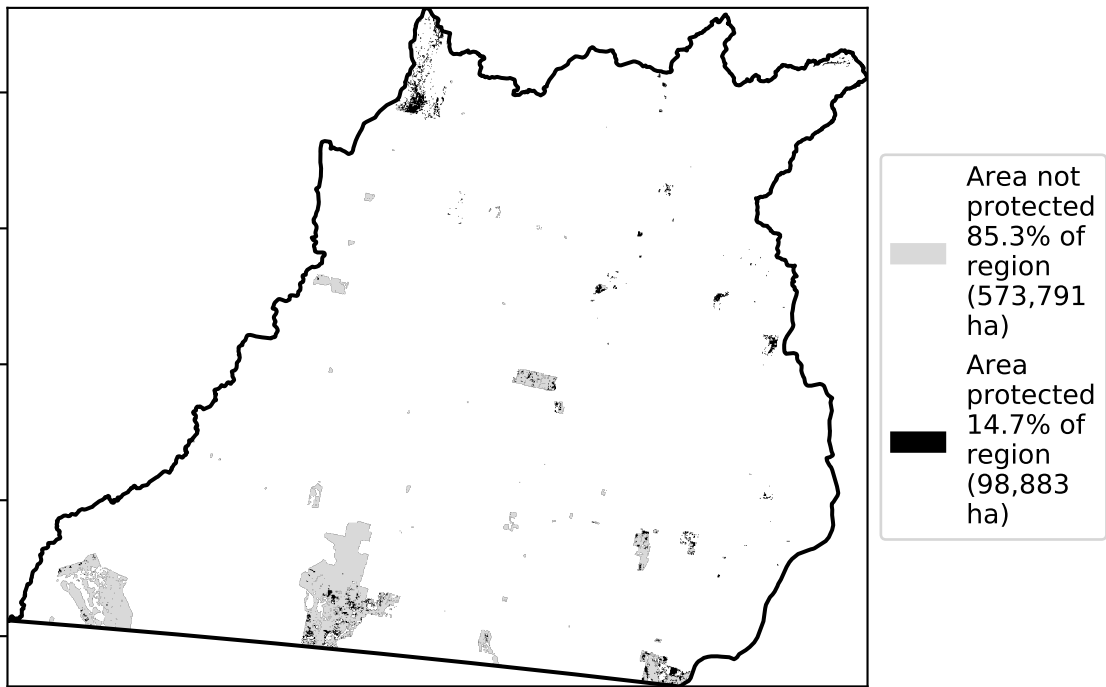 Area not
protected
85.3% of
region
(573,791
ha)
Area
protected
14.7% of
region
(98,883
ha)